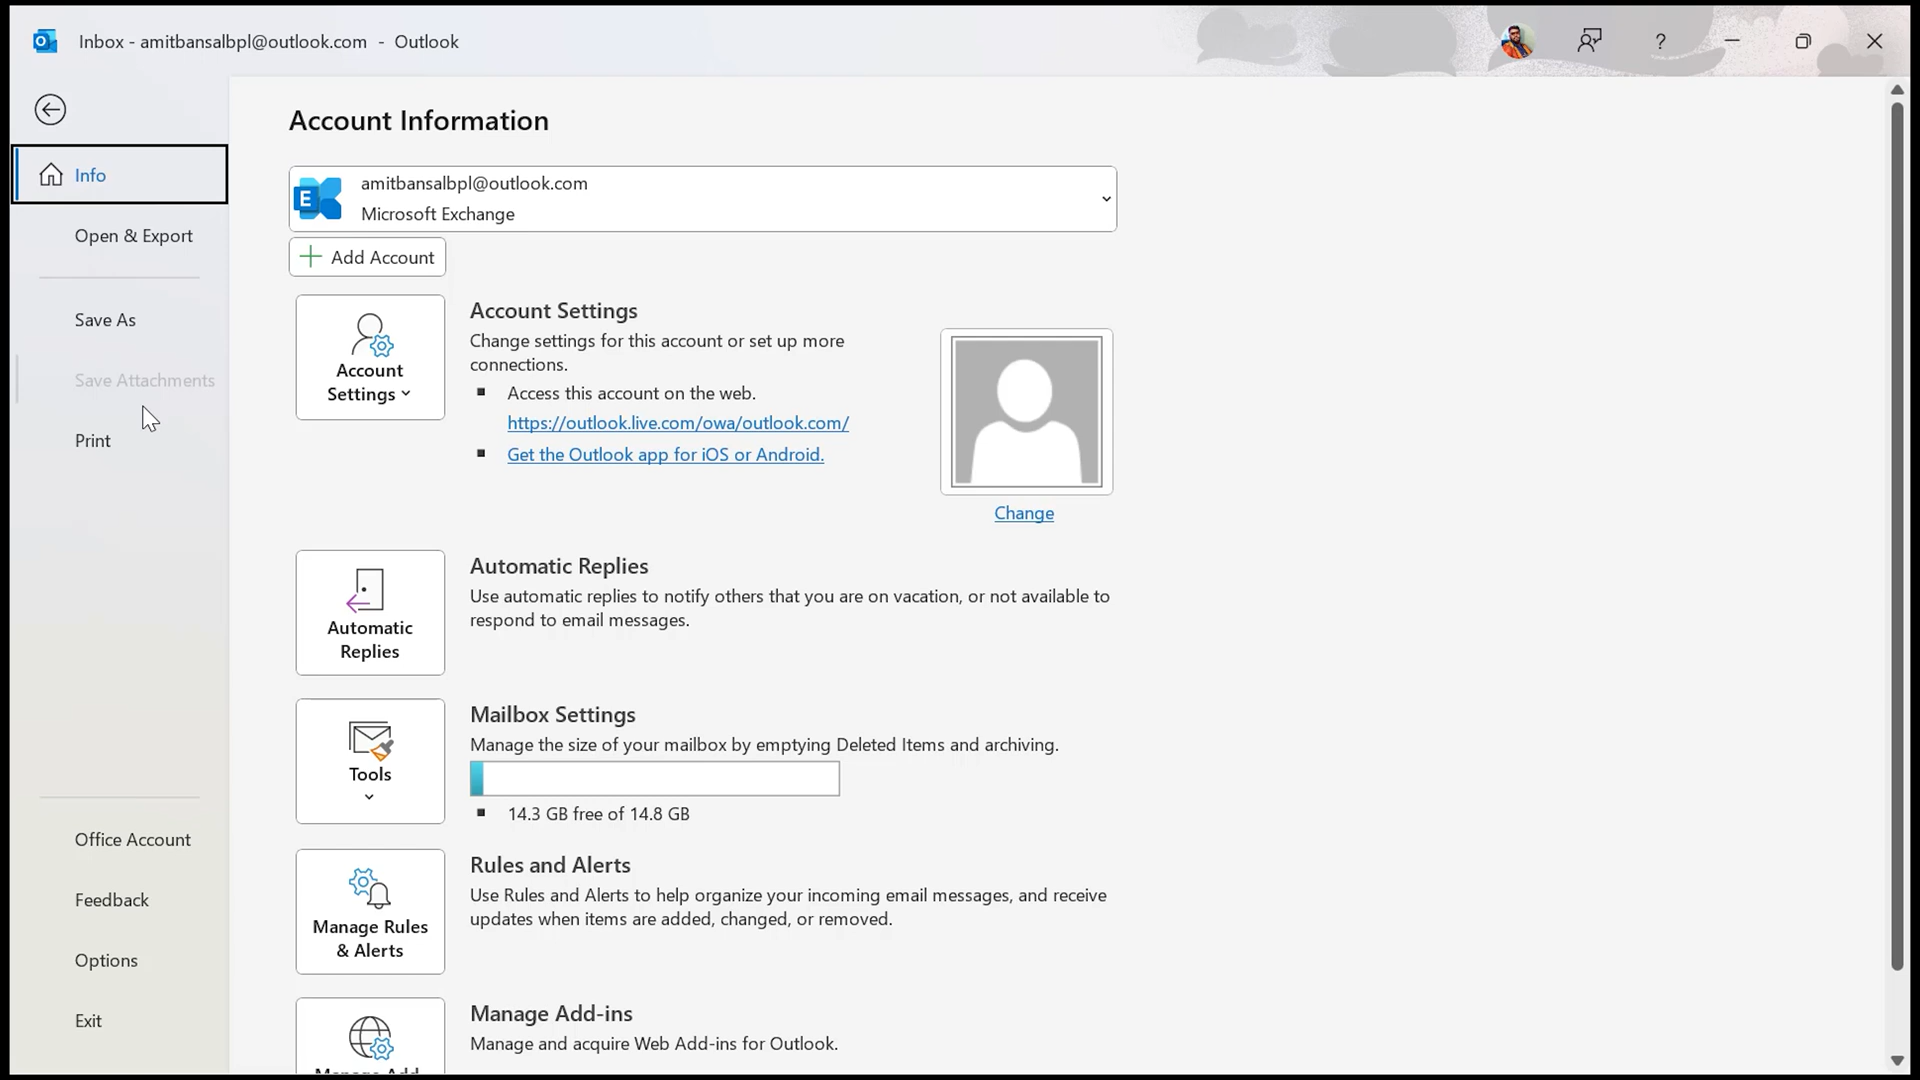 Inbox - amitbansalbpl@outlook.com - Outlook
?
Info
Open & Export
Save As
Save Attachments
Print
Office Account
Feedback
Options
Exit
Account Information
E
amitbansalbpl@outlook.com
Microsoft Exchange
Add Account
Account
Settings
Account Settings
Change settings for this account or set up more
connections.
Access this account on the web.
https://outlook.live.com/owa/outlook.com/
Get the Outlook app for iOS or Android.
Change
Automatic
Replies
Automatic Replies
Use automatic replies to notify others that you are on vacation, or not available to
respond to email messages.
Tools
Mailbox Settings
Manage the size of your mailbox by emptying Deleted Items and archiving.
14.3 GB free of 14.8 GB
Manage Rules
& Alerts
Rules and Alerts
Use Rules and Alerts to help organize your incoming email messages, and receive
updates when items are added, changed, or removed.
Manage Add
Manage Add-ins
Manage and acquire Web Add-ins for Outlook.